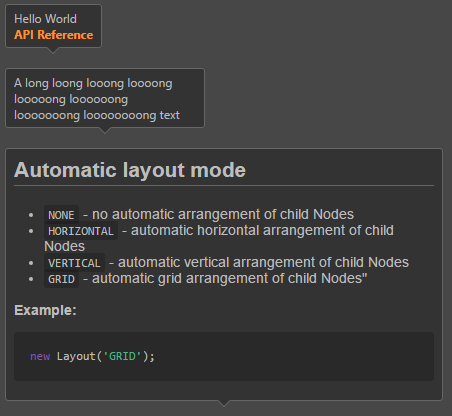 Hello World
API Reference
A long loong looong loooong
looooong loooooong
looooooong loooooooong text
Automatic layout mode
• NONE - no automatic arrangement of child Nodes
• HORIZONTAL - automatic horizontal arrangement of child
Nodes
• VERTICAL - automatic vertical arrangement of child Nodes
• GRID - automatic grid arrangement of child Nodes"
Example:
new Layout('GRID');